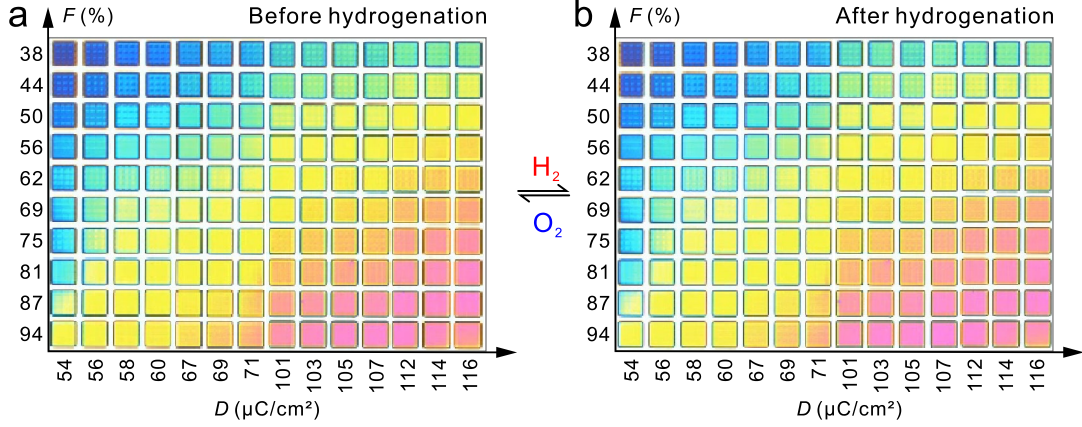 a
F (%)
Before hydrogenation
38
44
50
56
62
69
75
81
87
94
54 56 58 60 67 69 71 101 103 105 107 112 114 116
D (μC/cm²)
H₂
O₂
b
F (%)
After hydrogenation
38
44
50
56
62
69
75
81
87
94
54 56 58 60 67 69 71 101 103 105 107 112 114 116
D (μC/cm²)